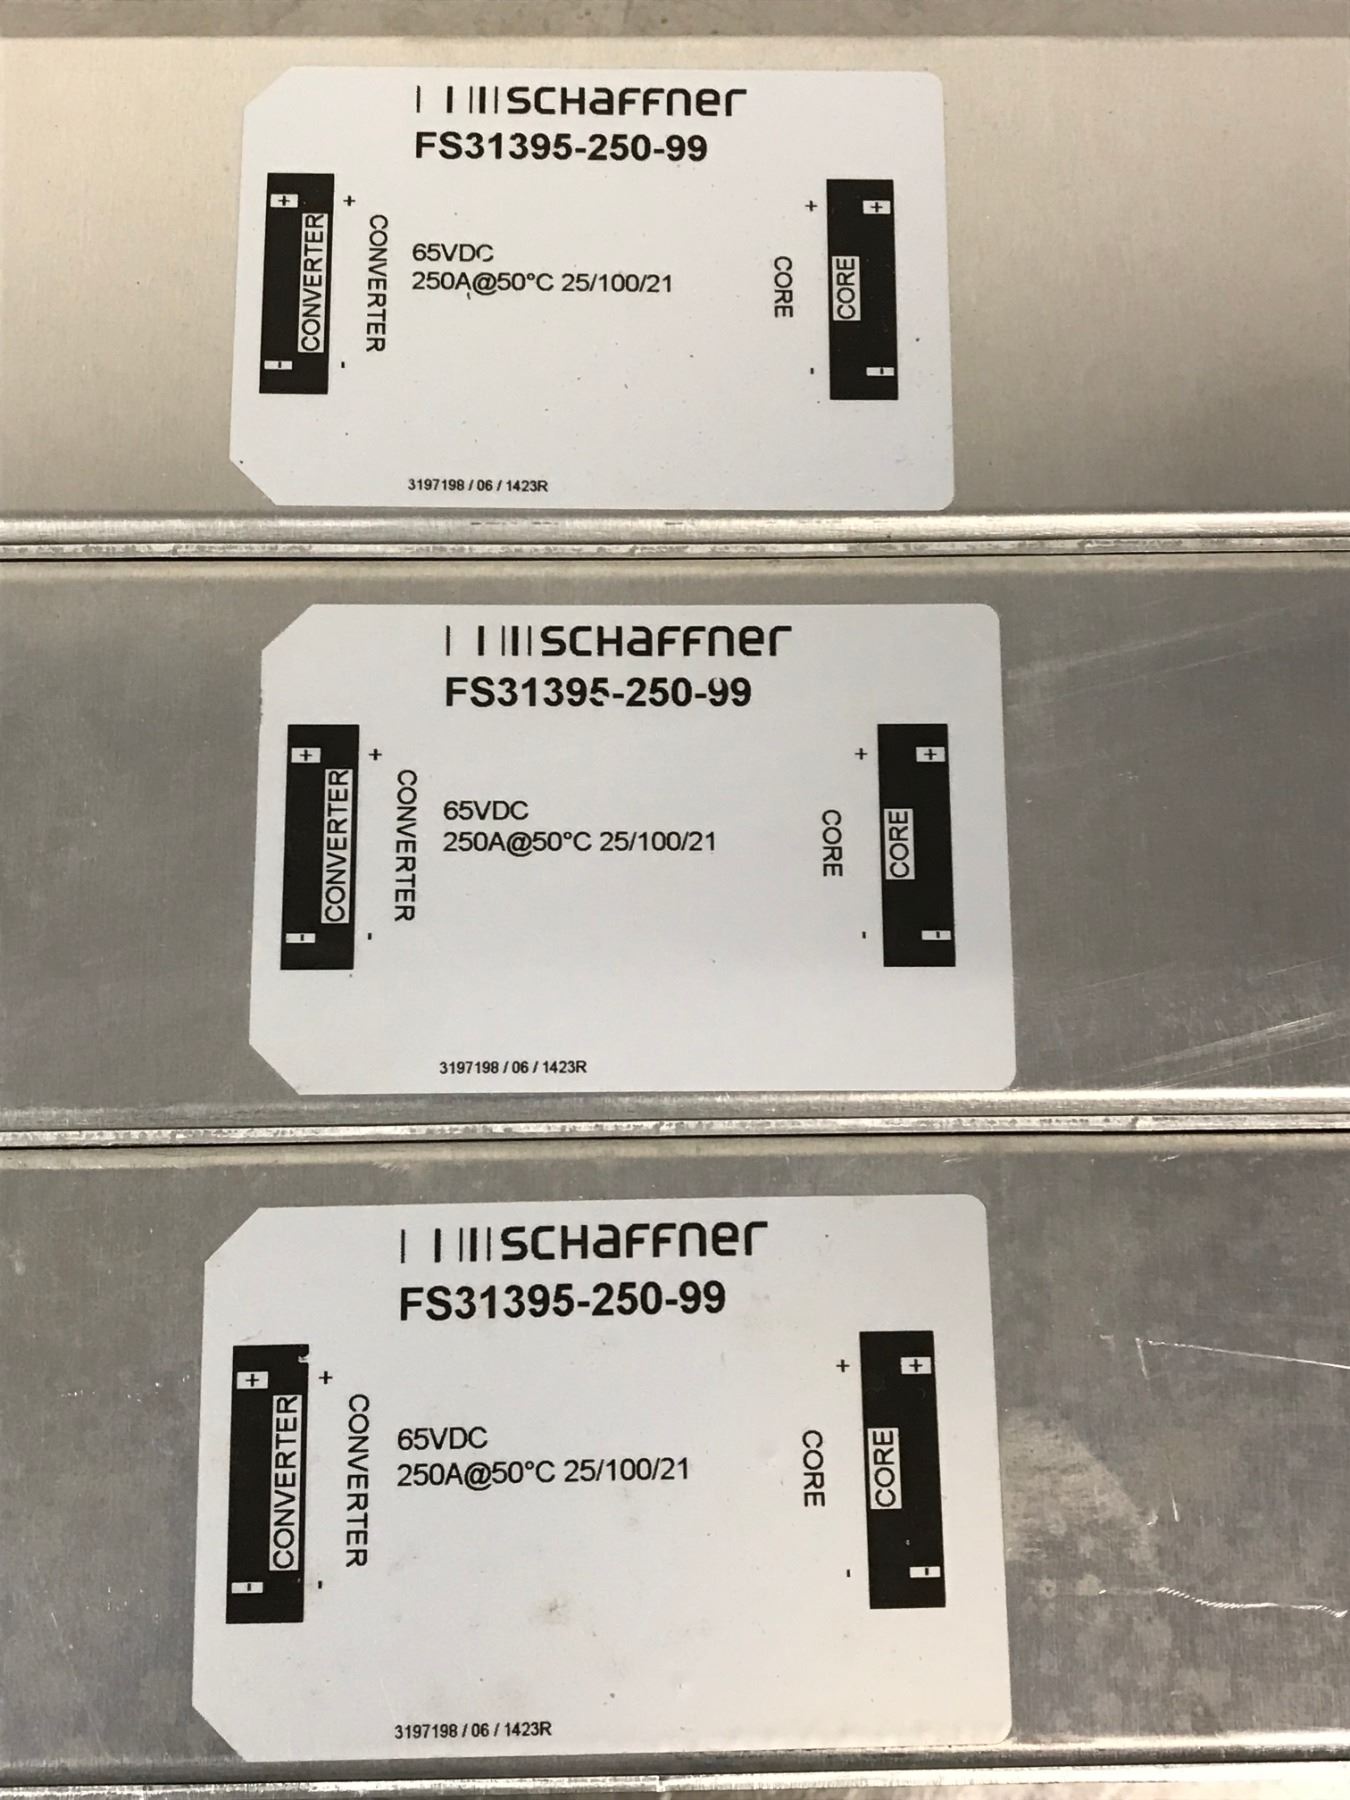 SCHaFFner
FS31395-250-99
+ + + +
CONVERTER CONVERTER CORE CORE
65VDC
250A@50°C 25/100/21
- - - -
3197198 / 06 / 1423R
SCHaFFner
FS31395-250-99
+ + + +
CONVERTER CONVERTER CORE CORE
65VDC
250A@50°C 25/100/21
- - - -
3197198 / 06 / 1423R
SCHaFFner
FS31395-250-99
+ + + +
CONVERTER CONVERTER CORE CORE
65VDC
250A@50°C 25/100/21
- - - -
3197198 / 06 / 1423R